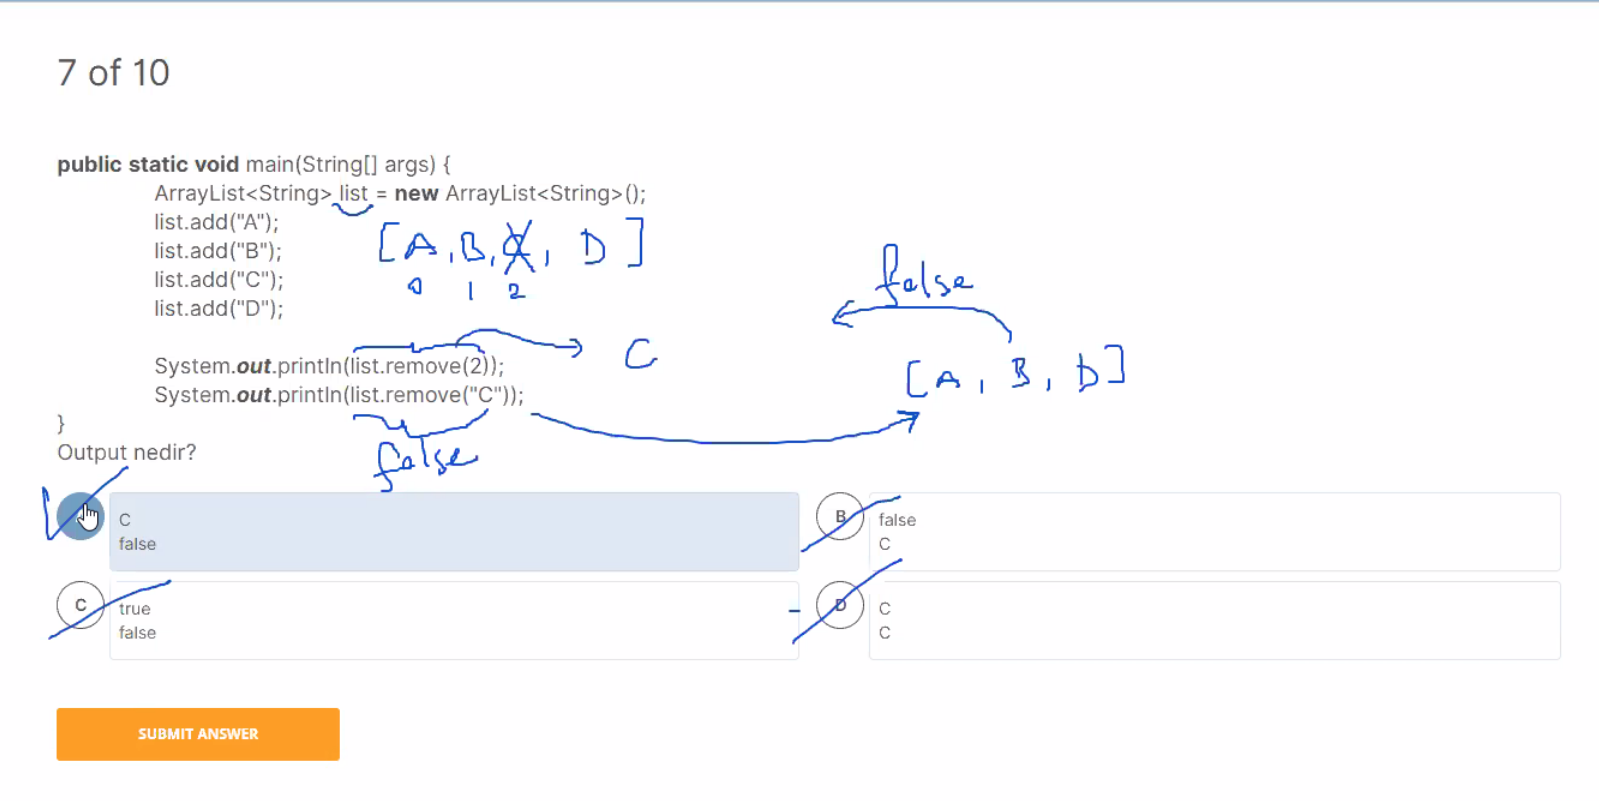 7 of 10
public static void main(String[] args) {
ArrayList<String> list = new ArrayList<String>();
list.add("A");
list.add("B");
list.add("C");
list.add("D");
[A, B, C, D]
0 1 2
false
System.out.println(list.remove(2));
C
[A, B, D]
System.out.println(list.remove("C"));
}
false
Output nedir?
C
false
B
false
C
C
true
false
D
C
C
SUBMIT ANSWER